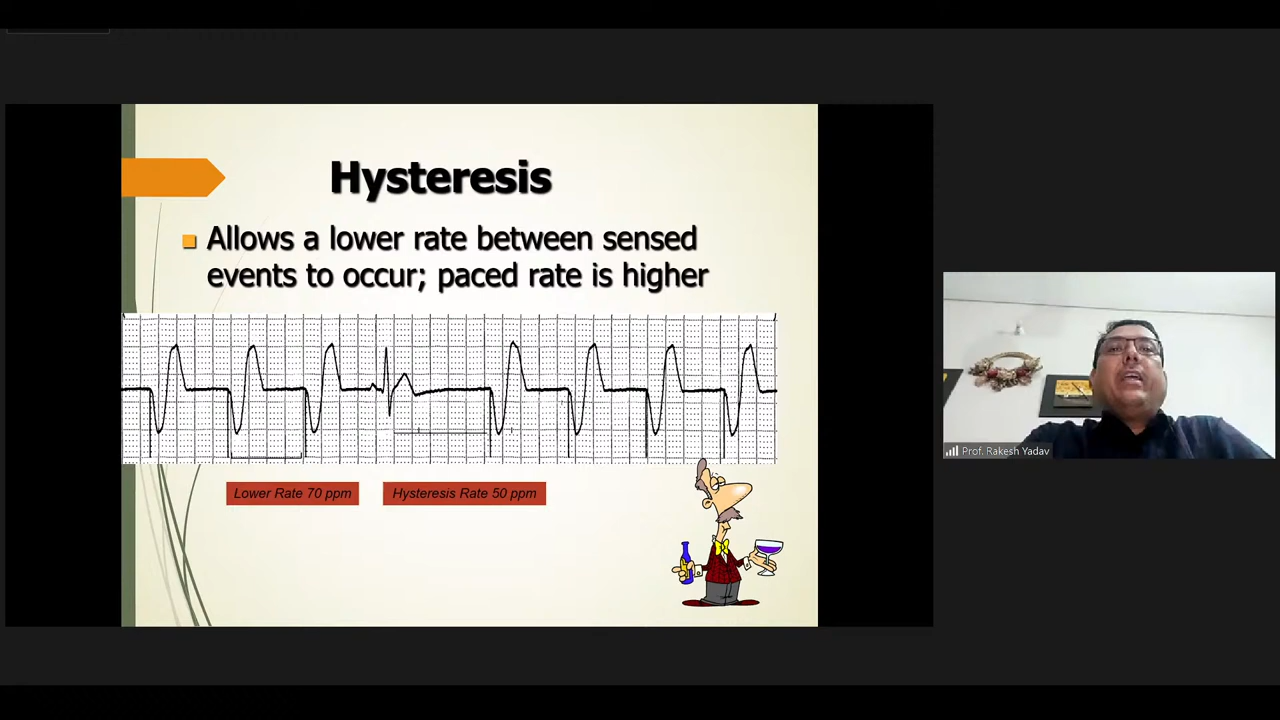 Hysteresis
Allows a lower rate between sensed
events to occur; paced rate is higher
Lower Rate 70 ppm
Hysteresis Rate 50 ppm
Prof. Rakesh Yadav